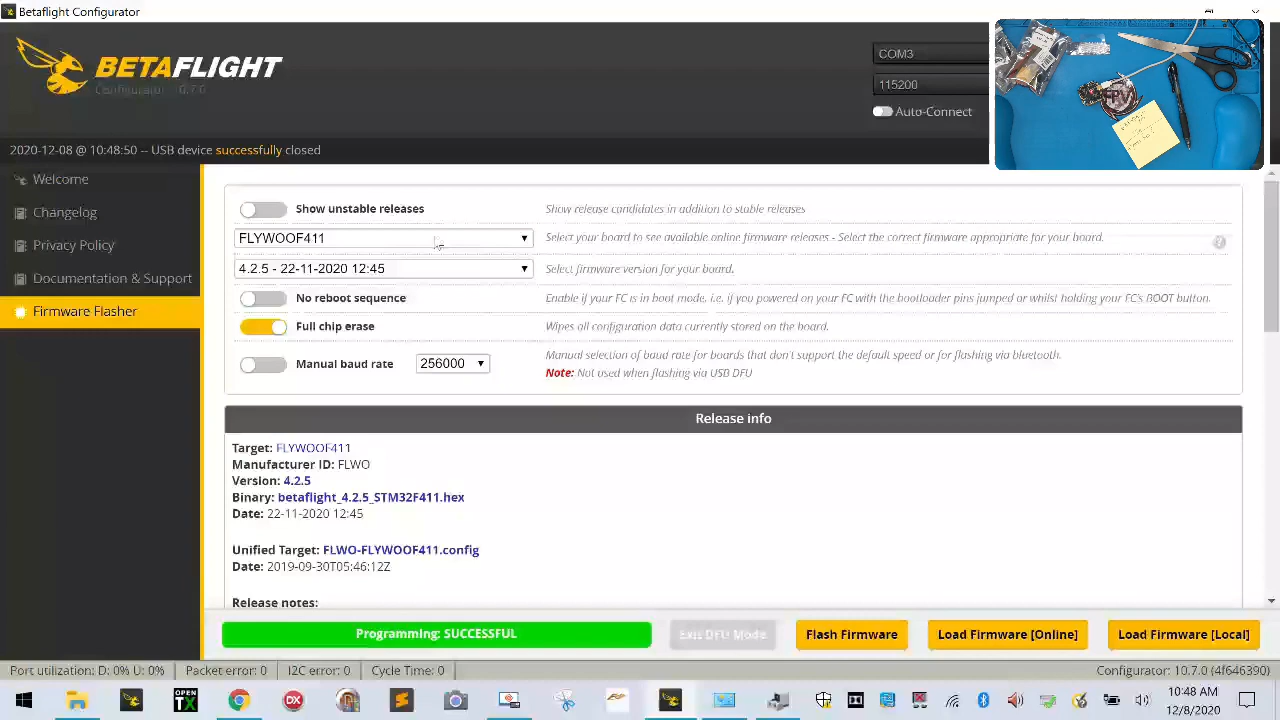 Betaflight Configurator
BETAFLIGHT
COM3
115200
Auto-Connect
2020-12-08 @ 10:48:50 -- USB device successfully closed
Welcome
Changelog
Privacy Policy
Documentation & Support
Firmware Flasher
Show unstable releases
Show release candidates in addition to stable releases
FLYWOOF411
Select your board to see available online firmware releases - Select the correct firmware appropriate for your board.
4.2.5 - 22-11-2020 12:45
Select firmware version for your board.
No reboot sequence
Enable if your FC is in boot mode. i.e. if you powered on your FC with the bootloader pins jumped or whilst holding your FC's BOOT button.
Full chip erase
Wipes all configuration data currently stored on the board.
Manual baud rate
256000
Manual selection of baud rate for boards that don't support the default speed or for flashing via bluetooth.
Note: Not used when flashing via USB DFU
Release info
Target: FLYWOOF411
Manufacturer ID: FLWO
Version: 4.2.5
Binary: betaflight_4.2.5_STM32F411.hex
Date: 22-11-2020 12:45
Unified Target: FLWO-FLYWOOF411.config
Date: 2019-09-30T05:46:12Z
Release notes:
Programming: SUCCESSFUL
Exit DFU Mode
Flash Firmware
Load Firmware [Online]
Load Firmware [Local]
Port utilization: D: 0% U: 0%
Packet error: 0
I2C error: 0
Cycle Time: 0
Configurator: 10.7.0 (4f646390)
OPEN
TX
DX
10:48 AM
12/8/2020